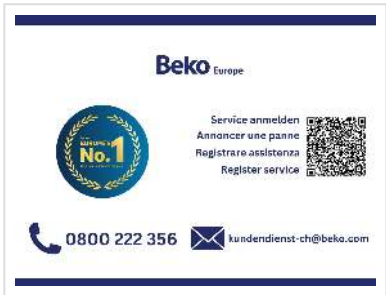 Beko Europe
EUROPE'S
No.1
Service anmelden
Annoncer une panne
Registrare assistenza
Register service
0800 222 356
kundendienst-ch@beko.com